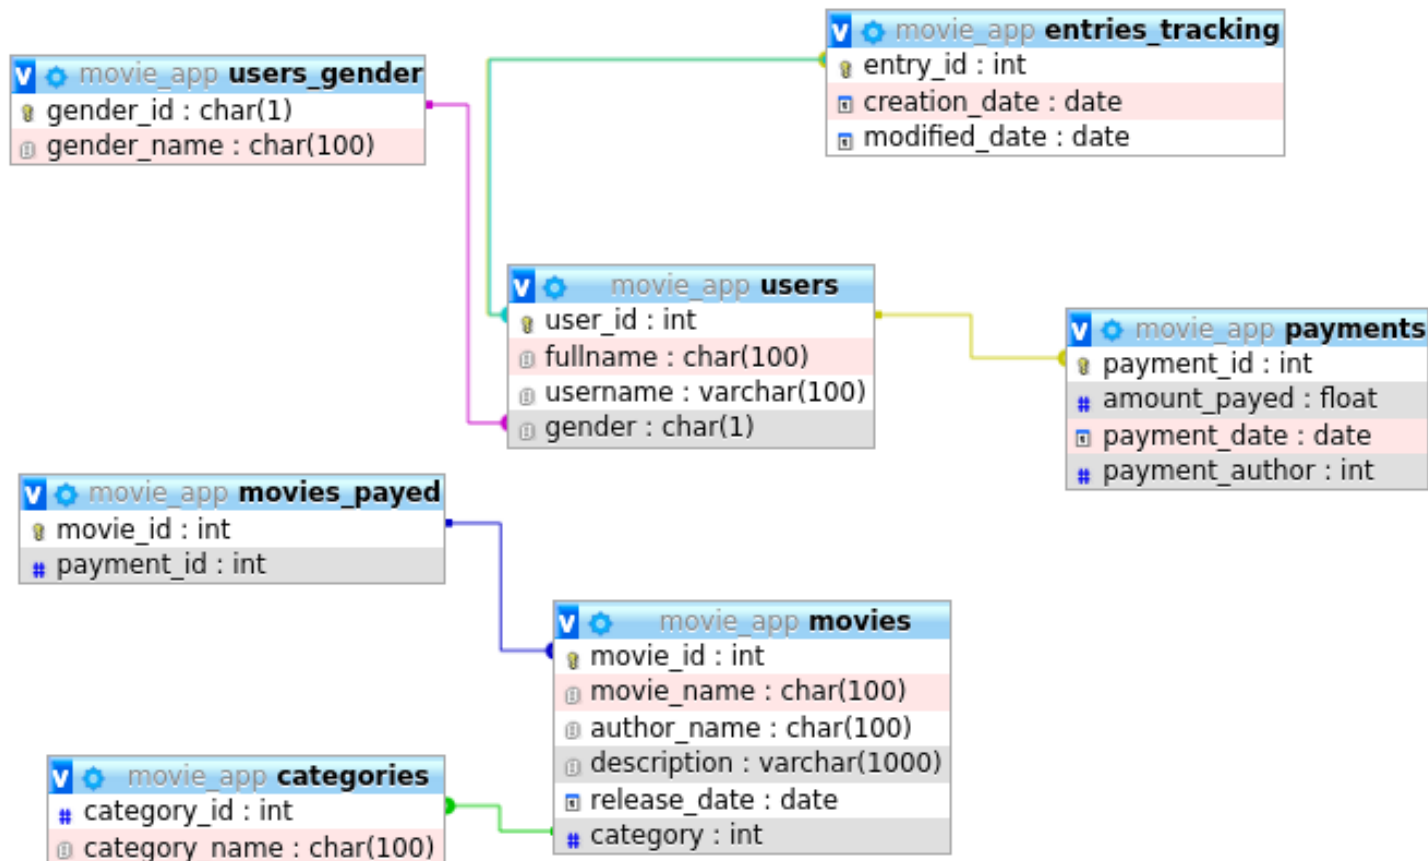 movie_app users_gender
gender_id : char(1)
gender_name : char(100)
movie_app entries_tracking
entry_id : int
creation_date : date
modified_date : date
movie_app users
user_id : int
fullname : char(100)
username : varchar(100)
gender : char(1)
movie_app payments
payment_id : int
amount_payed : float
payment_date : date
payment_author : int
movie_app movies_payed
movie_id : int
payment_id : int
movie_app movies
movie_id : int
movie_name : char(100)
author_name : char(100)
description : varchar(1000)
release_date : date
category : int
movie_app categories
category_id : int
category_name : char(100)